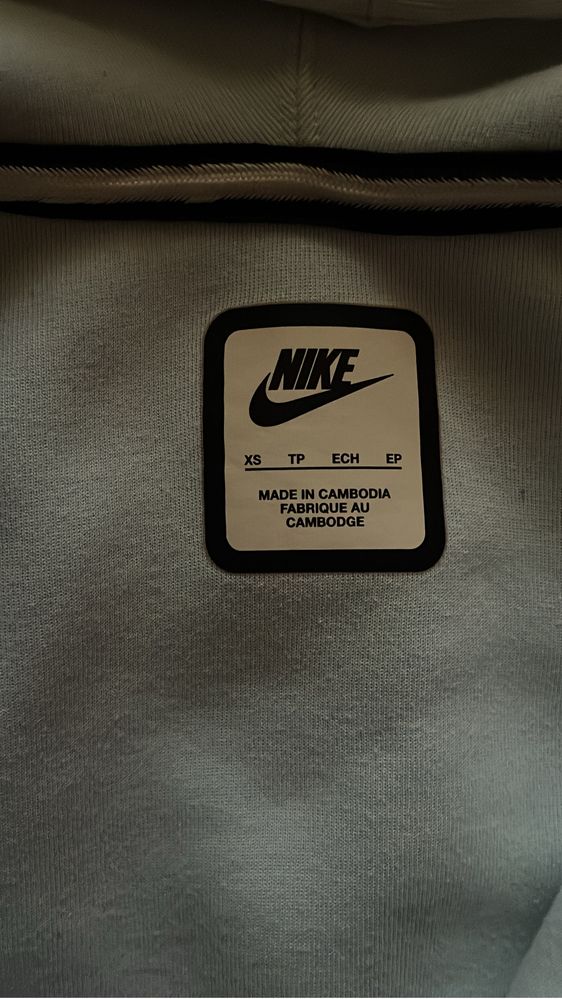 NIKE
XS TP ECH EP
MADE IN CAMBODIA
FABRIQUE AU
CAMBODGE